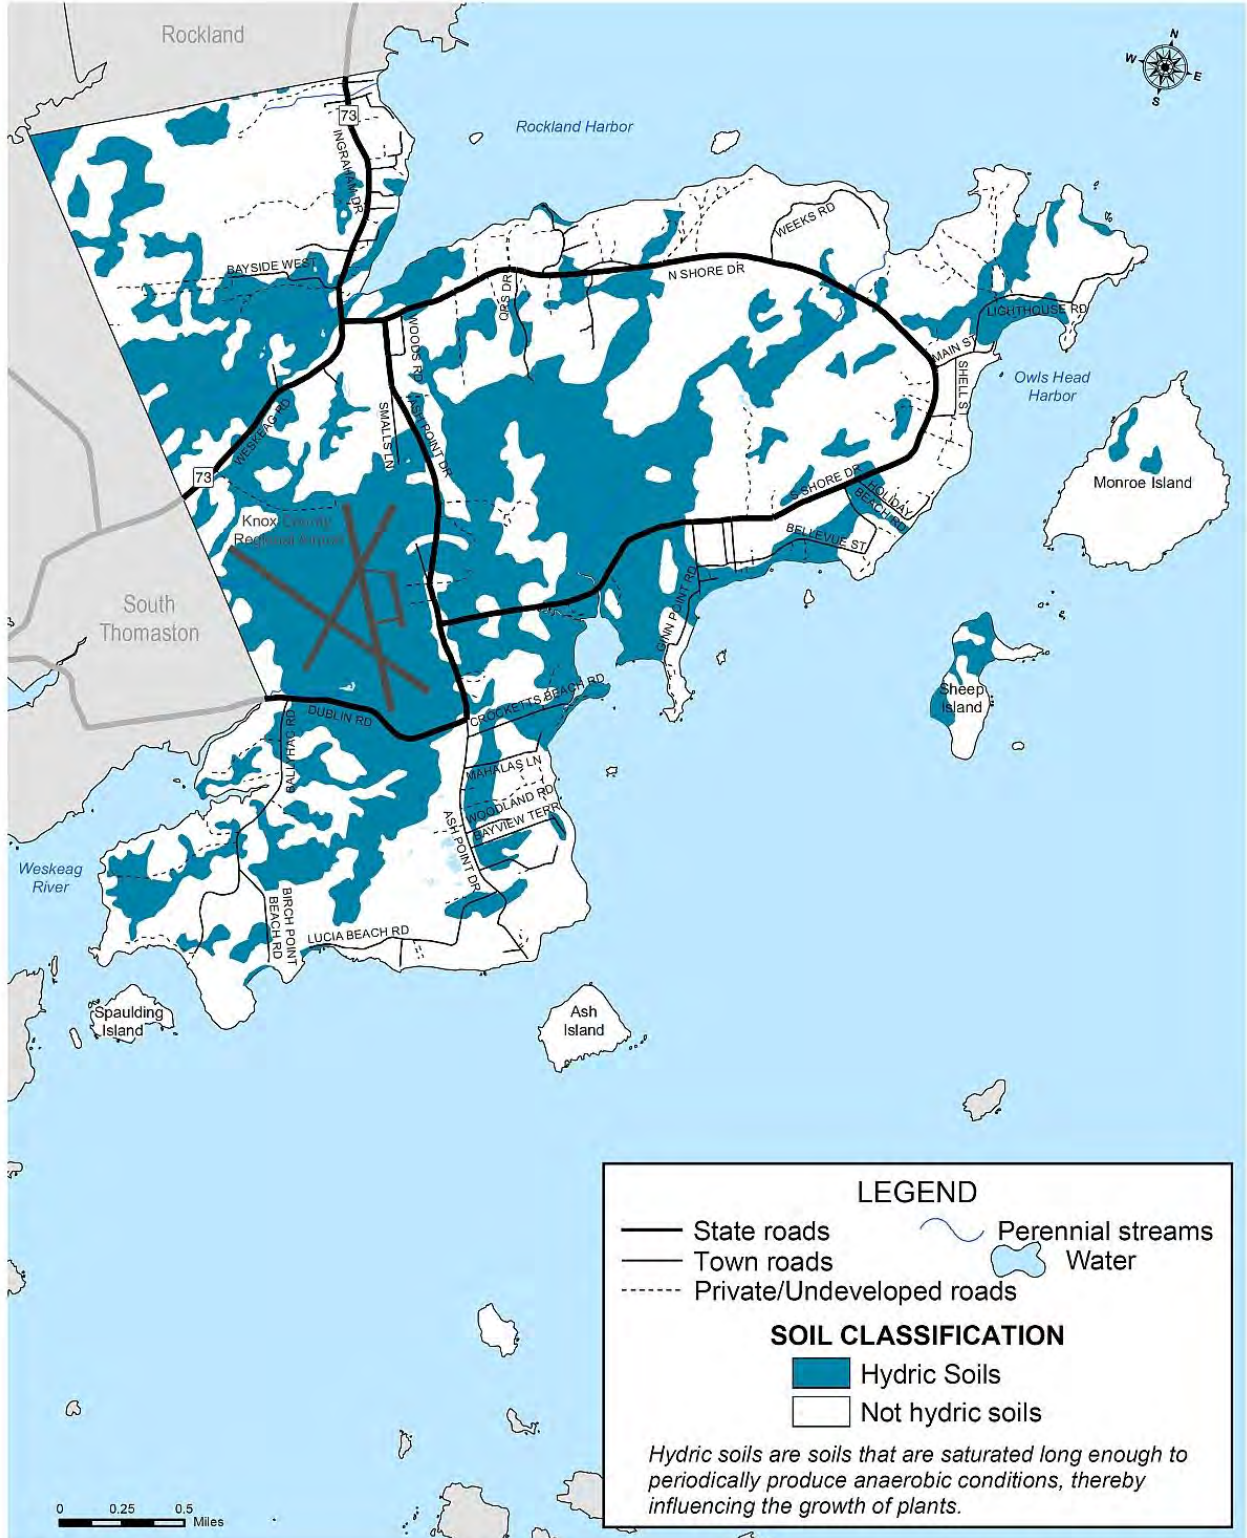 Rockland
N
W
E
S
73
Rockland Harbor
INGRAHAM DR
WEEKS RD
BAYSIDE WEST
N SHORE DR
QRS DR
LIGHTHOUSE RD
WOODS RD
MAIN ST
SHELL S
Owls Head
Harbor
ASH POINT DR
SMALLS LN
WESKEAG RD
73
S SHORE DR
HOLIDAY
BEACH RD
Monroe Island
Knox County
Regional Airport
BELLEVUE ST
South
Thomaston
GINN POINT RD
Sheep
Island
CROCKETTS BEACH RD
DUBLIN RD
BALLYHAC RD
MAHALAS LN
WOODLAND RD
BAYVIEW TERR
ASH POINT DR
Weskeag
River
BIRCH POINT
BEACH RD
LUCIA BEACH RD
Spaulding
Island
Ash
Island
LEGEND
State roads
Perennial streams
Town roads
Water
Private/Undeveloped roads
SOIL CLASSIFICATION
Hydric Soils
Not hydric soils
Hydric soils are soils that are saturated long enough to
periodically produce anaerobic conditions, thereby
influencing the growth of plants.
0 0.25 0.5
Miles